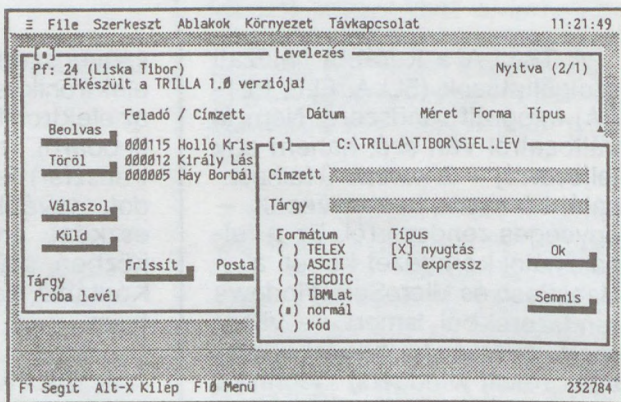 ≡ File Szerkeszt Ablakok Környezet Távkapcsolat 11:21:49
Levelezés
Pf: 24 (Liska Tibor) Nyitva (2/1)
Elkészült a TRILLA 1.0 verziója!
Feladó / Címzett Dátum Méret Forma Típus
Beolvas
000115 Holló Kris
Töröl
000012 Király Lás
000005 Háy Borbál
Válaszol
Küld
Frissít Posta
Tárgy
Próba levél
C:\TRILLA\TIBOR\SIEL.LEV
Címzett
Tárgy
Formátum Típus
( ) TELEX [X] nyugtás
( ) ASCII [ ] expressz
( ) EBCDIC
( ) IBMLat
(•) normál
( ) kód
Ok
Semmis
F1 Segít Alt-X Kilép F10 Menü 232784